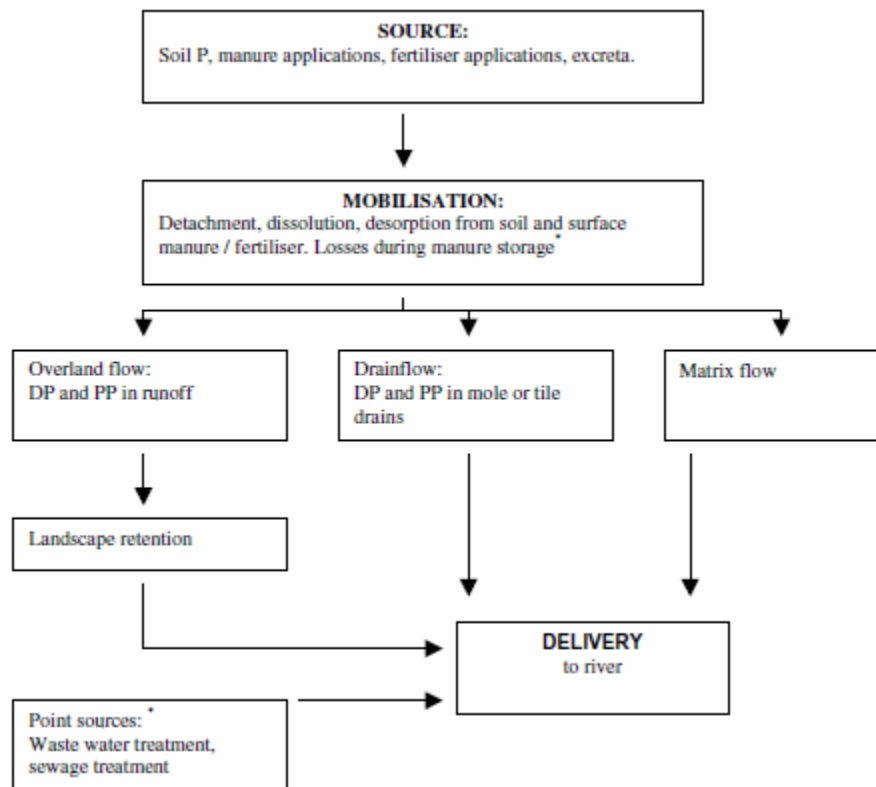 SOURCE:
Soil P, manure applications, fertiliser applications, excreta.
MOBILISATION:
Detachment, dissolution, desorption from soil and surface
manure / fertiliser. Losses during manure storage*
Overland flow:
DP and PP in runoff
Drainflow:
DP and PP in mole or tile
drains
Matrix flow
Landscape retention
DELIVERY
to river
Point sources: *
Waste water treatment,
sewage treatment